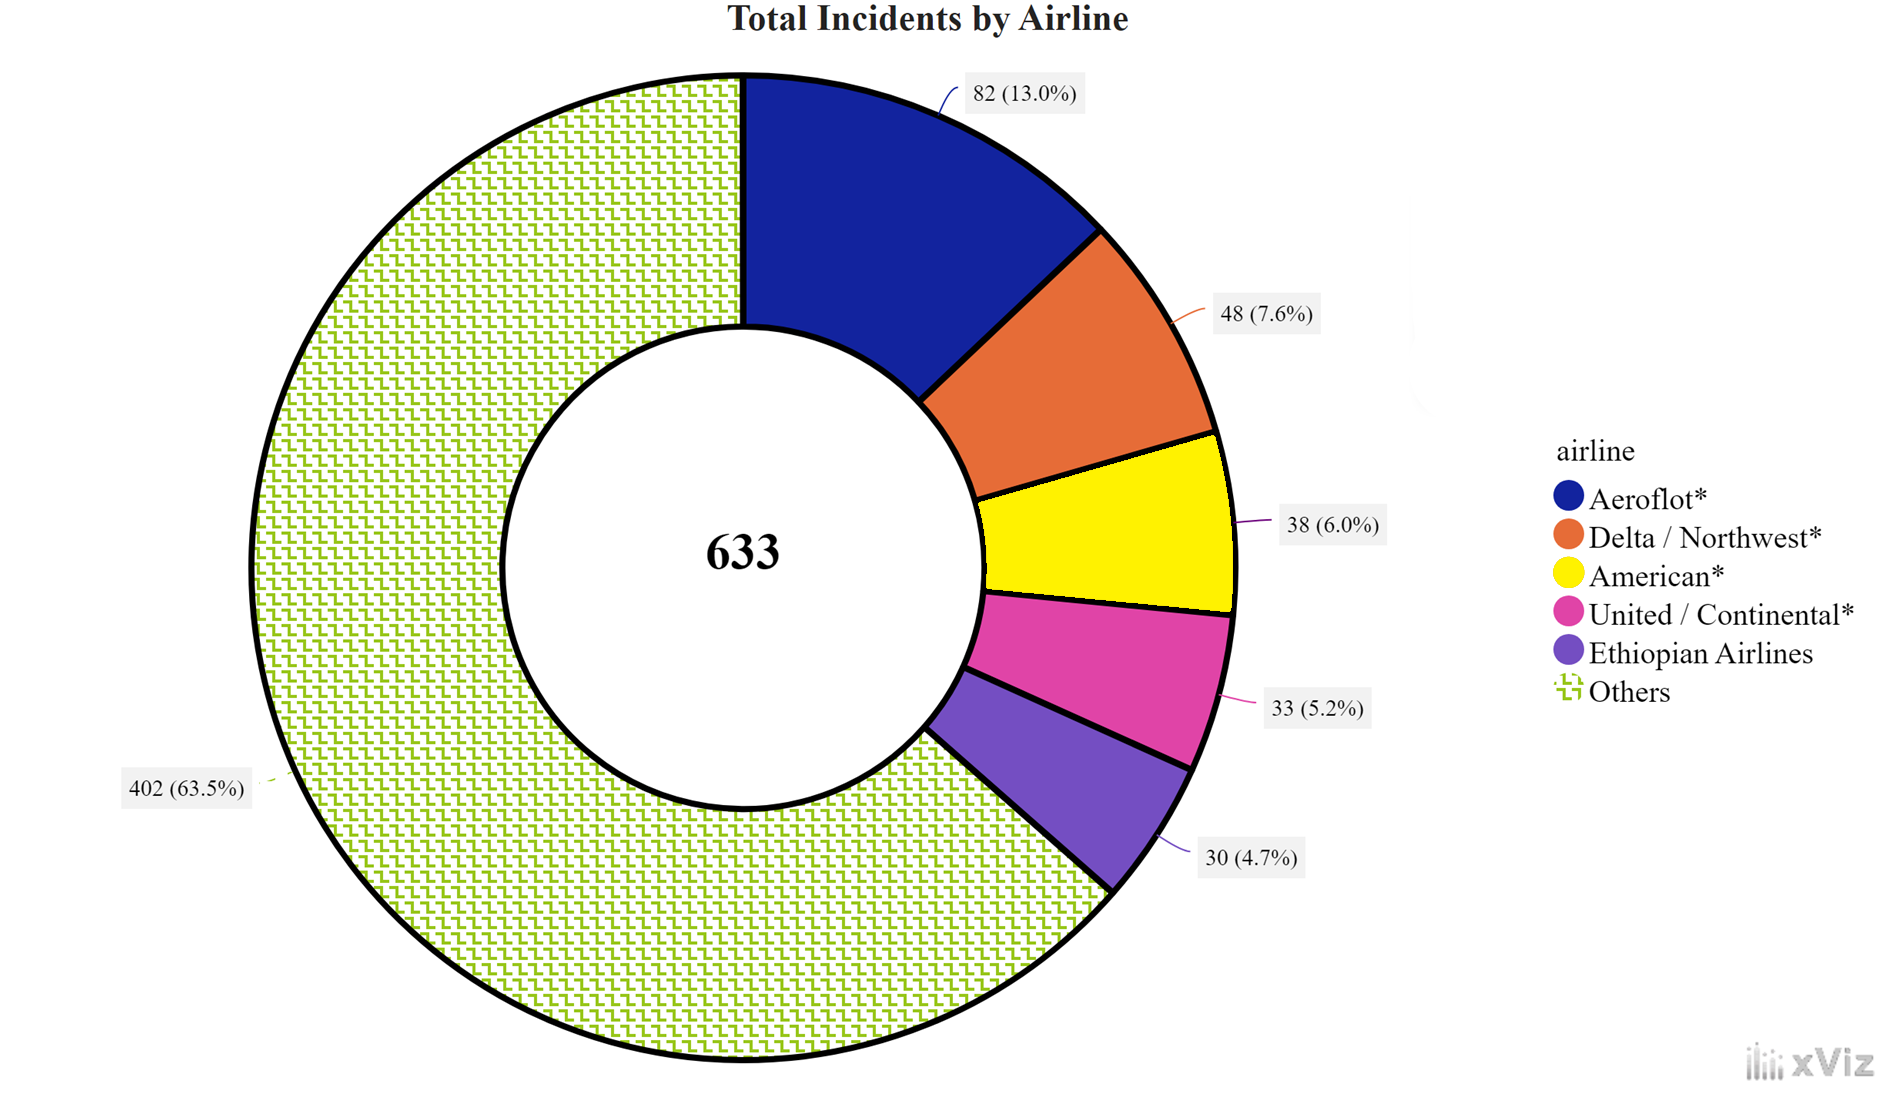 Total Incidents by Airline
82 (13.0%)
48 (7.6%)
38 (6.0%)
33 (5.2%)
30 (4.7%)
402 (63.5%)
633
airline
Aeroflot*
Delta / Northwest*
American*
United / Continental*
Ethiopian Airlines
Others
xViz